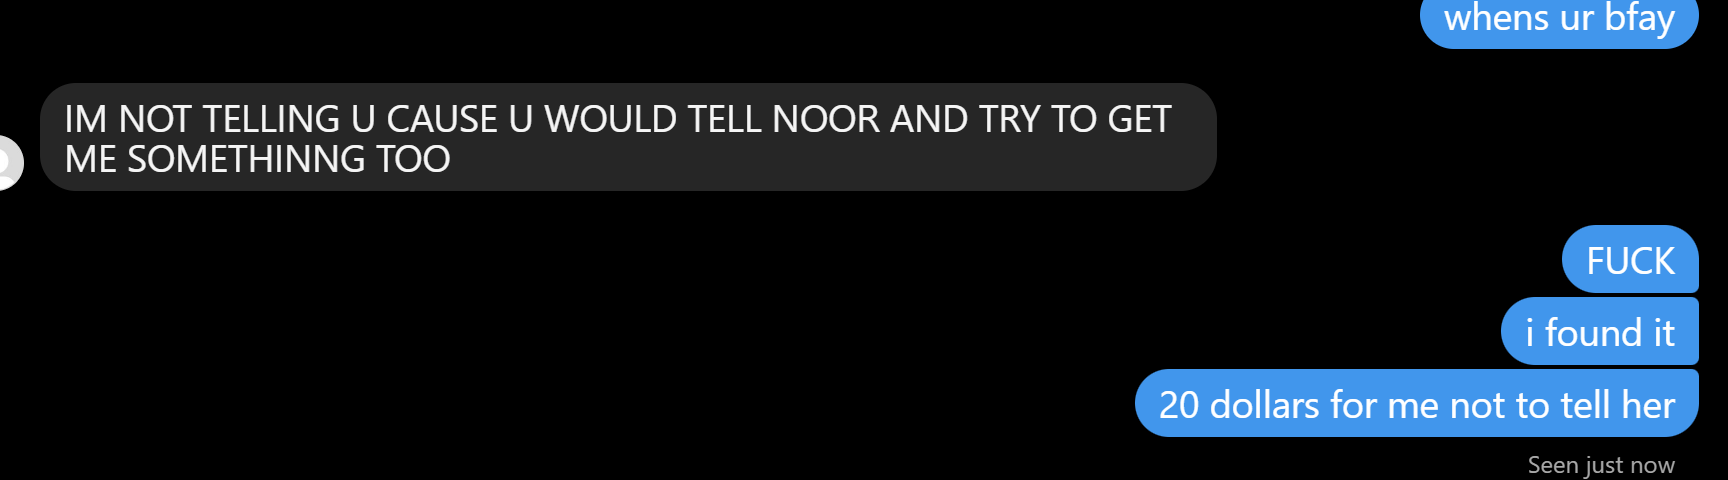 whens ur bfay
IM NOT TELLING U CAUSE U WOULD TELL NOOR AND TRY TO GET
ME SOMETHINNG TOO
FUCK
i found it
20 dollars for me not to tell her
Seen just now